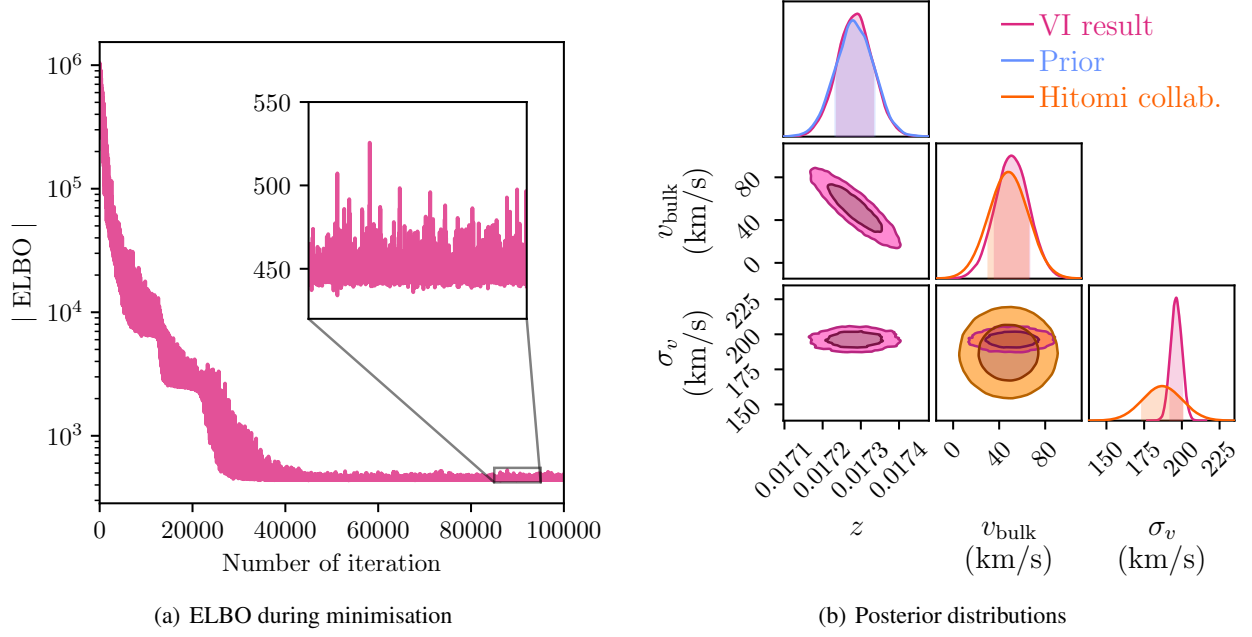 | ELBO |
10^6
10^5
10^4
10^3
550
500
450
0 20000 40000 60000 80000 100000
Number of iteration
(a) ELBO during minimisation
VI result
Prior
Hitomi collab.
v_bulk
(km/s)
80
40
0
σ_v
(km/s)
225
200
175
150
0.0171 0.0172 0.0173 0.0174
0 40 80
150 175 200 225
z
v_bulk
(km/s)
σ_v
(km/s)
(b) Posterior distributions